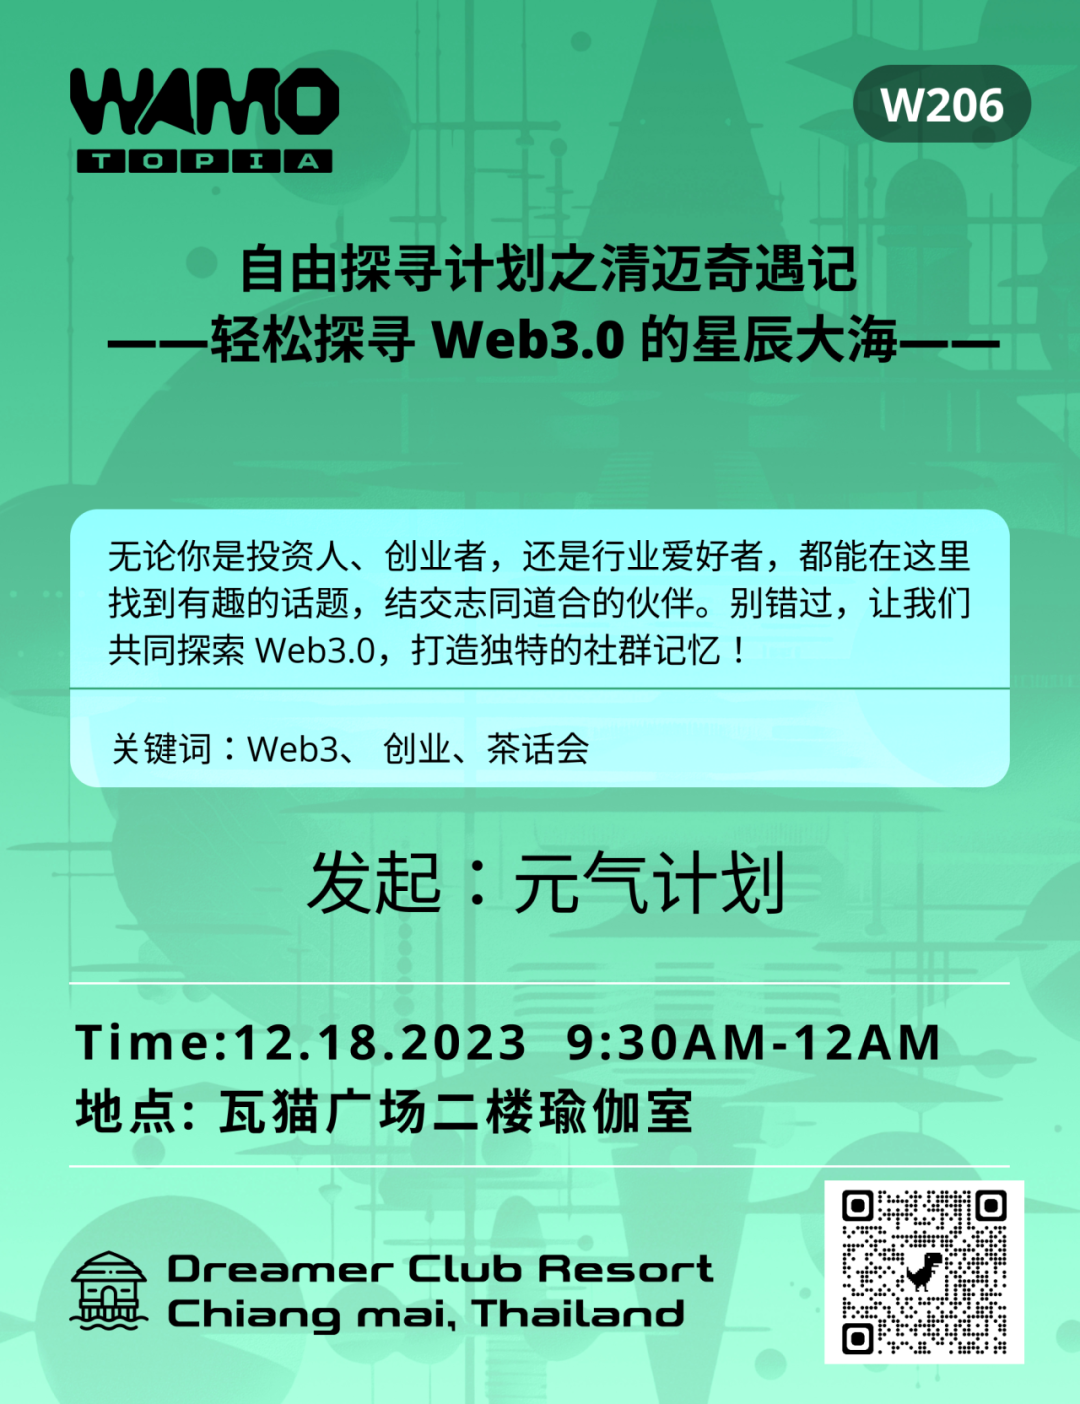 WAMO
TOPIA
W206
自由探寻计划之清迈奇遇记
——轻松探寻 Web3.0 的星辰大海——
无论你是投资人、创业者，还是行业爱好者，都能在这里
找到有趣的话题，结交志同道合的伙伴。别错过，让我们
共同探索 Web3.0，打造独特的社群记忆！
关键词：Web3、 创业、茶话会
发起：元气计划
Time:12.18.2023  9:30AM-12AM
地点: 瓦猫广场二楼瑜伽室
Dreamer Club Resort
Chiang mai, Thailand